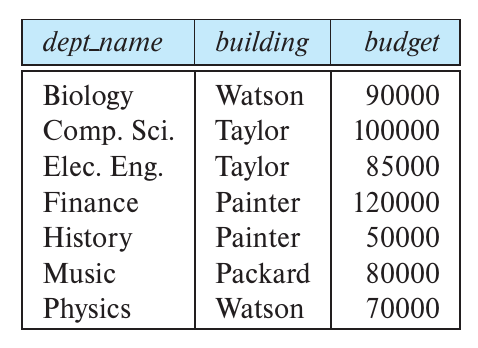 dept_name building budget
Biology Watson 90000
Comp. Sci. Taylor 100000
Elec. Eng. Taylor 85000
Finance Painter 120000
History Painter 50000
Music Packard 80000
Physics Watson 70000